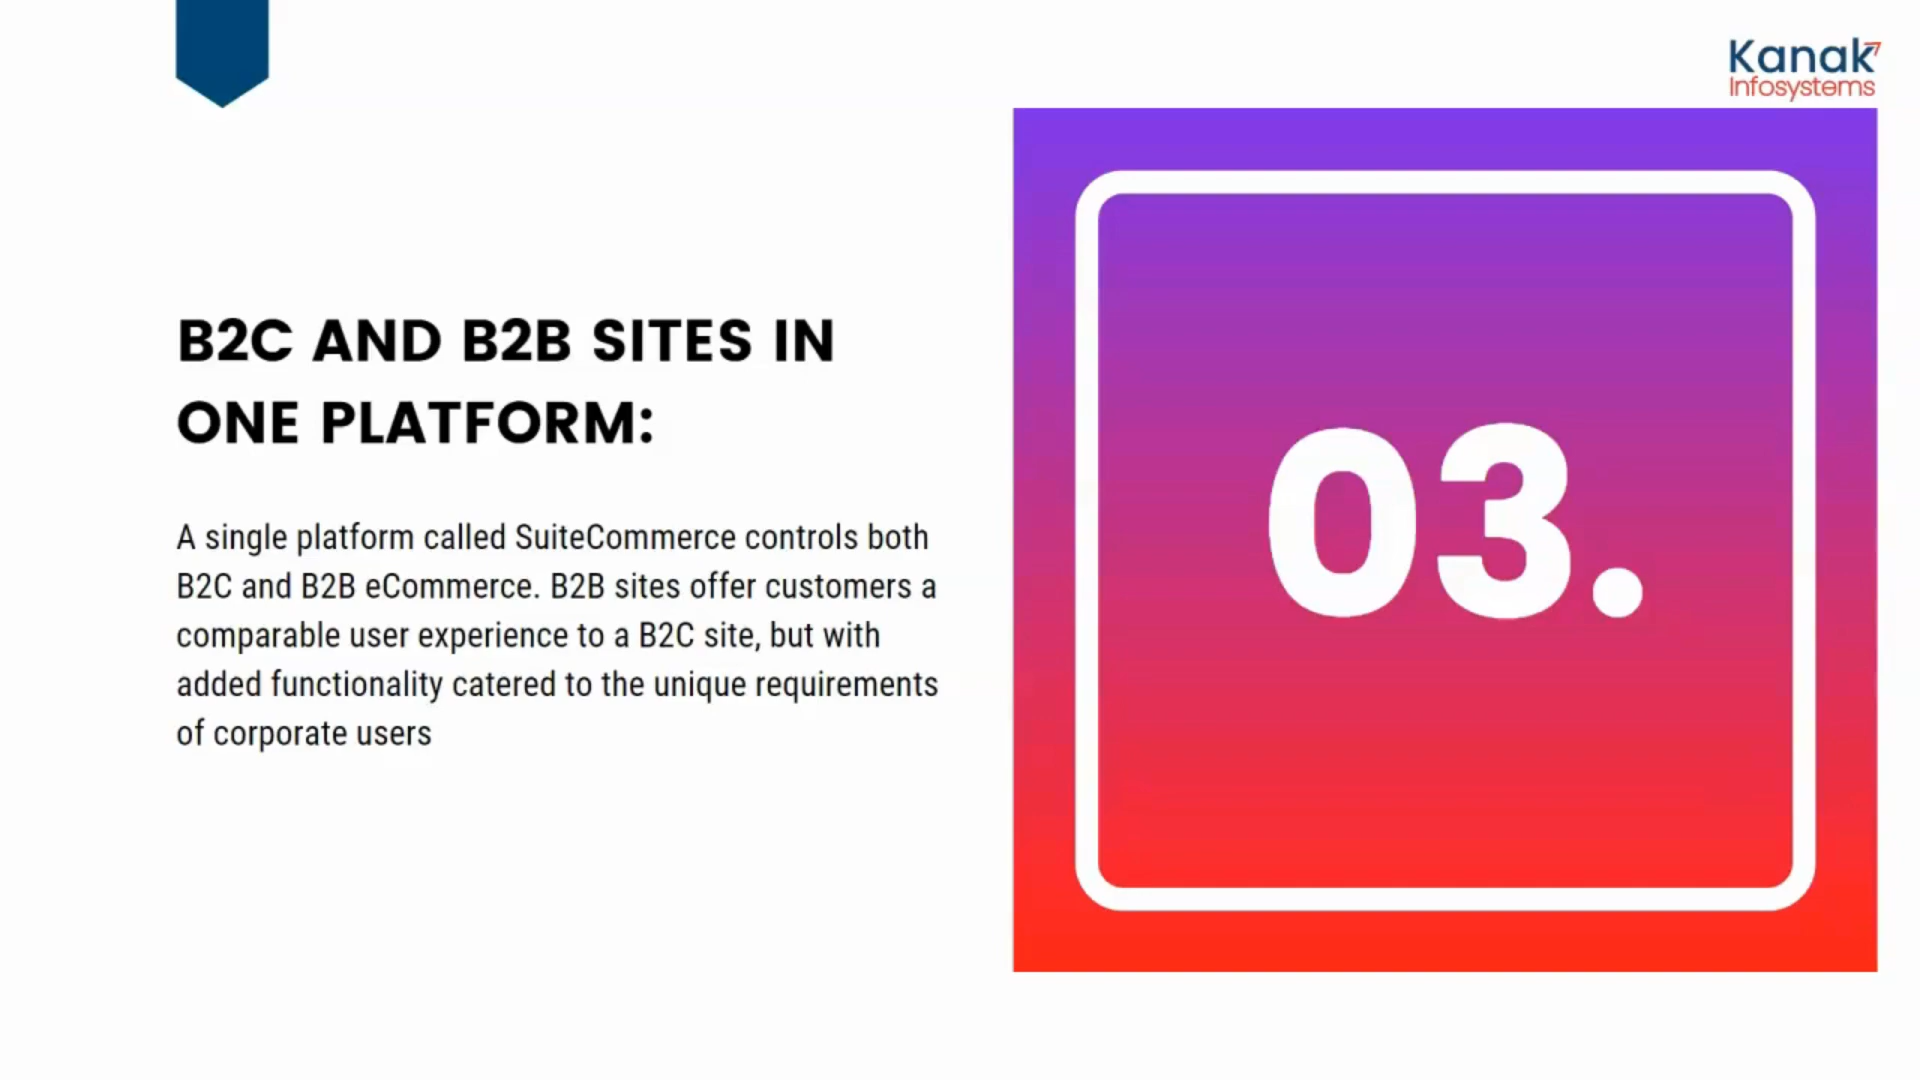 Kanak
Infosystems
B2C AND B2B SITES IN
ONE PLATFORM:
A single platform called SuiteCommerce controls both
B2C and B2B eCommerce. B2B sites offer customers a
comparable user experience to a B2C site, but with
added functionality catered to the unique requirements
of corporate users
03.